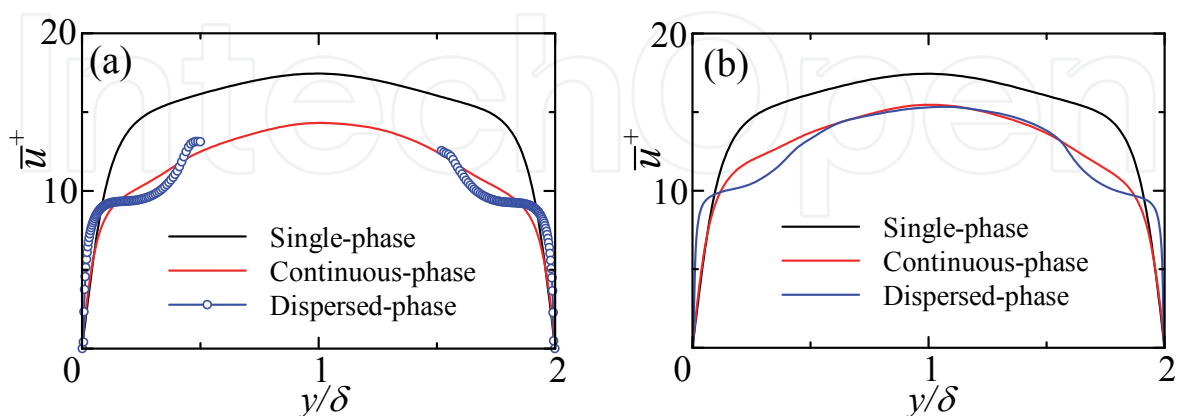 IntechOpen
(a)
20
10
ū⁺
0
1
2
y/δ
Single-phase
Continuous-phase
Dispersed-phase
(b)
20
10
ū⁺
0
1
2
y/δ
Single-phase
Continuous-phase
Dispersed-phase